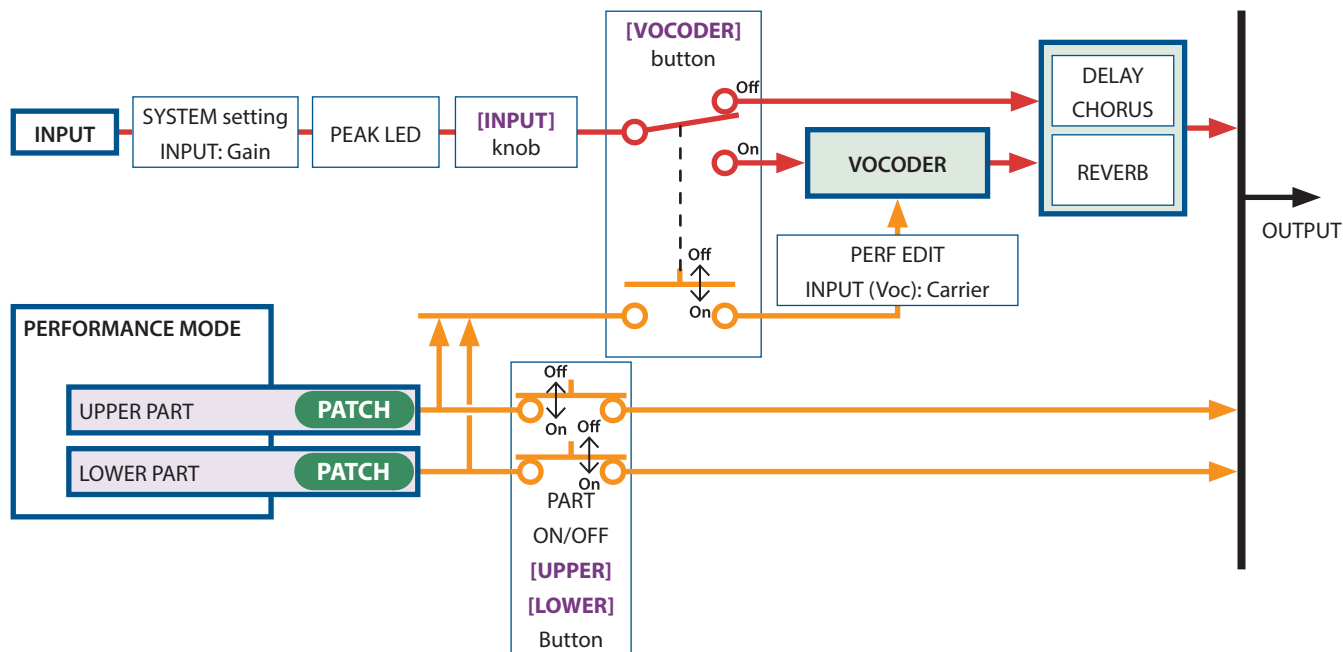 [VOCODER]
button
Off
On
INPUT
SYSTEM setting
INPUT: Gain
PEAK LED
[INPUT]
knob
VOCODER
DELAY
CHORUS
REVERB
OUTPUT
Off
On
PERF EDIT
INPUT (Voc): Carrier
PERFORMANCE MODE
UPPER PART
PATCH
LOWER PART
PATCH
Off
On
Off
On
PART
ON/OFF
[UPPER]
[LOWER]
Button